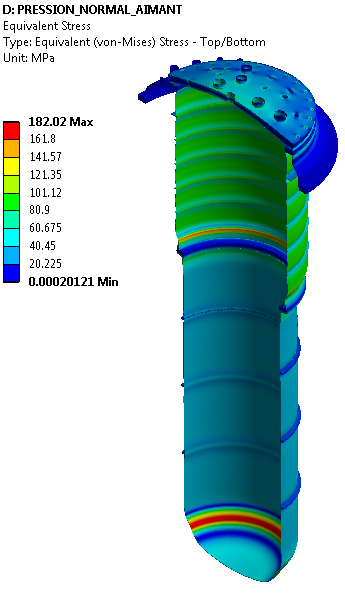 D: PRESSION_NORMAL_AIMANT
Equivalent Stress
Type: Equivalent (von-Mises) Stress - Top/Bottom
Unit: MPa
182.02 Max
161.8
141.57
121.35
101.12
80.9
60.675
40.45
20.225
0.00020121 Min